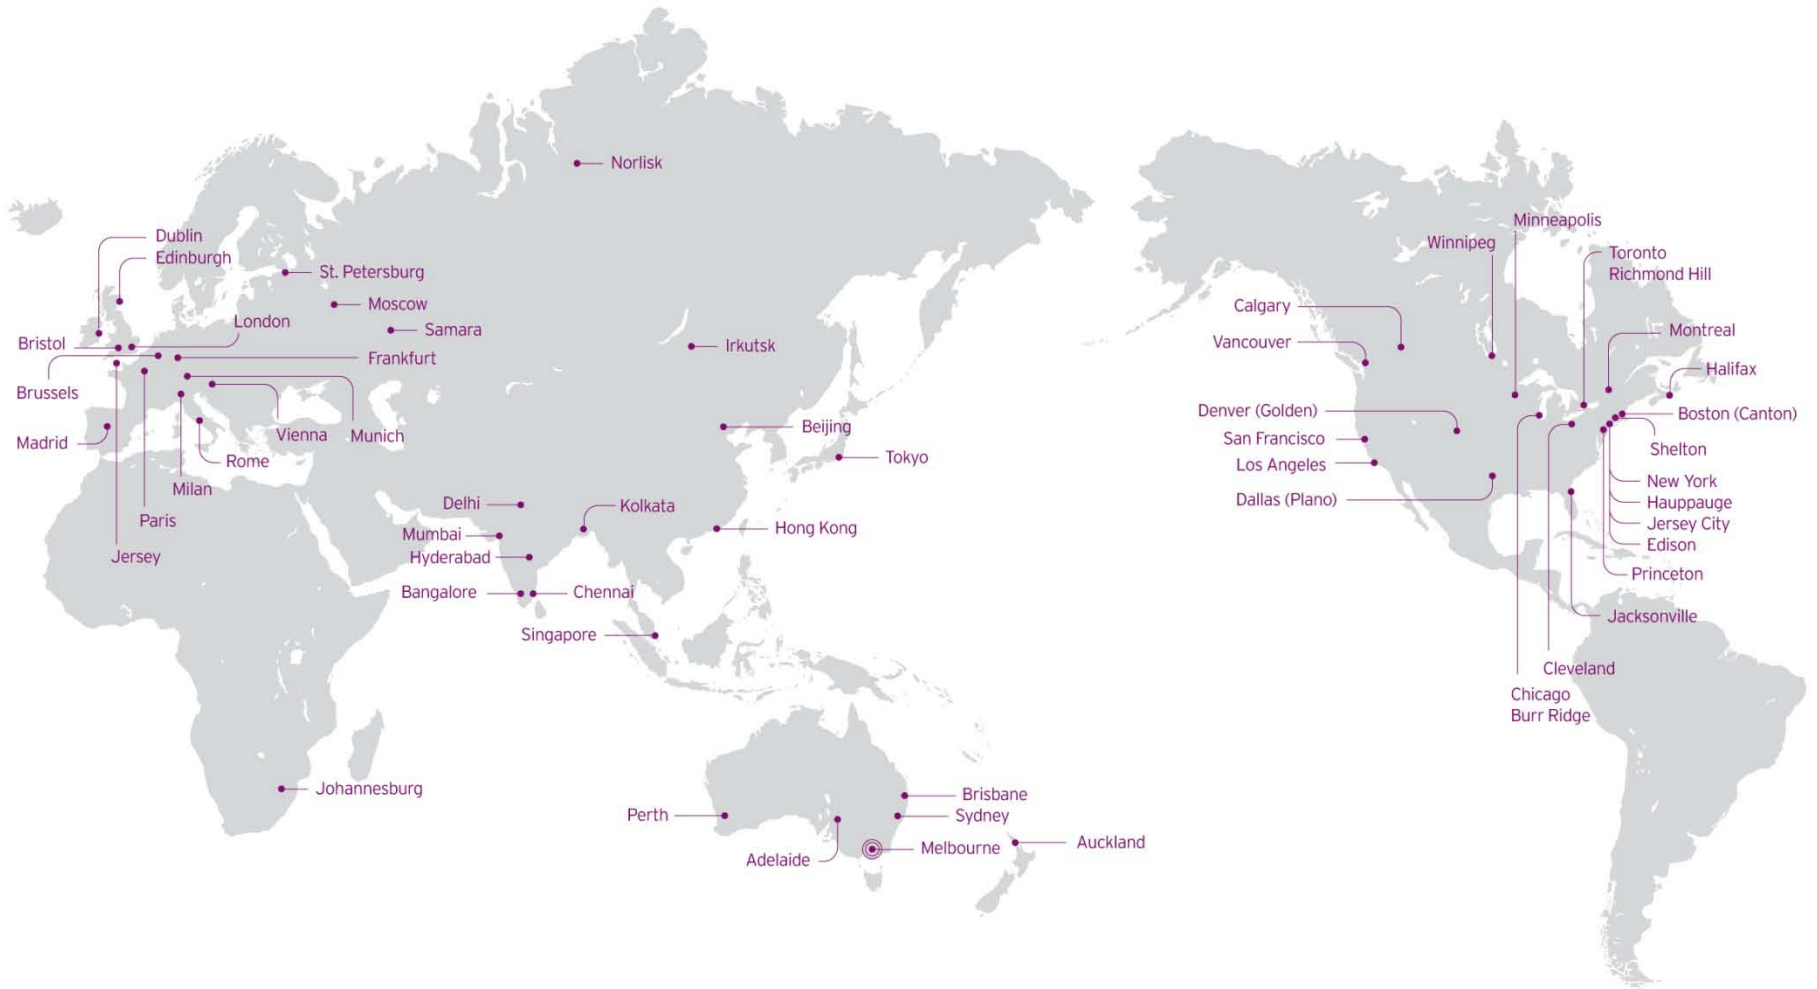 Norlisk
Dublin
Edinburgh
St. Petersburg
Moscow
London
Samara
Bristol
Frankfurt
Irkutsk
Brussels
Madrid
Vienna
Munich
Rome
Milan
Paris
Jersey
Beijing
Tokyo
Delhi
Kolkata
Mumbai
Hong Kong
Hyderabad
Bangalore
Chennai
Singapore
Johannesburg
Perth
Brisbane
Sydney
Adelaide
Melbourne
Auckland
Minneapolis
Winnipeg
Toronto
Richmond Hill
Calgary
Vancouver
Montreal
Halifax
Denver (Golden)
Boston (Canton)
San Francisco
Shelton
Los Angeles
New York
Dallas (Plano)
Hauppauge
Jersey City
Edison
Princeton
Jacksonville
Cleveland
Chicago
Burr Ridge